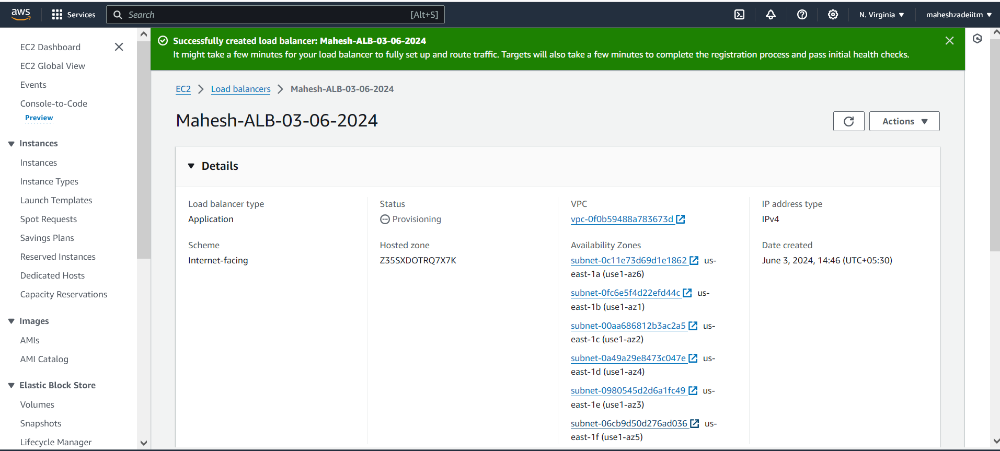 aws
Services
Search [Alt+S]
N. Virginia
maheshzadeiitm
EC2 Dashboard
EC2 Global View
Events
Console-to-Code
Preview
Instances
Instances
Instance Types
Launch Templates
Spot Requests
Savings Plans
Reserved Instances
Dedicated Hosts
Capacity Reservations
Images
AMIs
AMI Catalog
Elastic Block Store
Volumes
Snapshots
Lifecycle Manager
Successfully created load balancer: Mahesh-ALB-03-06-2024
It might take a few minutes for your load balancer to fully set up and route traffic. Targets will also take a few minutes to complete the registration process and pass initial health checks.
EC2 > Load balancers > Mahesh-ALB-03-06-2024
Mahesh-ALB-03-06-2024
Actions
Details
Load balancer type
Application
Scheme
Internet-facing
Status
Provisioning
Hosted zone
Z35SXDOTRQ7X7K
VPC
vpc-0f0b59488a783673d
Availability Zones
subnet-0c11e73d69d1e1862 us-
east-1a (use1-az6)
subnet-0fc6e5f4d22efd44c us-
east-1b (use1-az1)
subnet-00aa686812b3ac2a5 us-
east-1c (use1-az2)
subnet-0a49a29e8473c047e us-
east-1d (use1-az4)
subnet-0980545d2d6a1fc49 us-
east-1e (use1-az3)
subnet-06cb9d50d276ad036 us-
east-1f (use1-az5)
IP address type
IPv4
Date created
June 3, 2024, 14:46 (UTC+05:30)